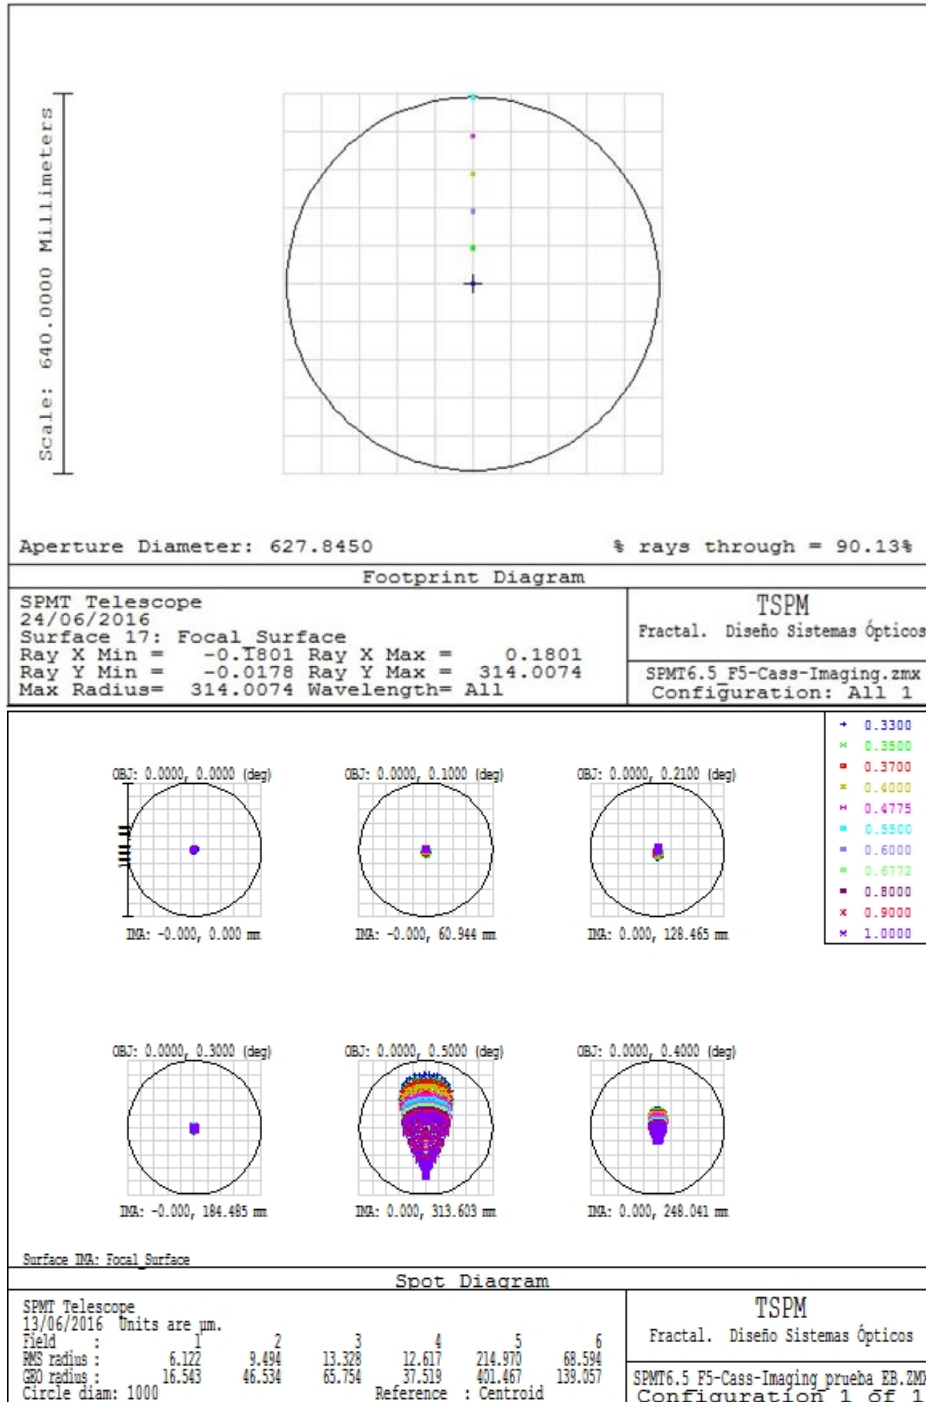 Scale: 640.0000 Millimeters
Aperture Diameter: 627.8450 % rays through = 90.13%
Footprint Diagram
SPMT Telescope
24/06/2016
Surface 17: Focal_Surface
Ray X Min = -0.1801 Ray X Max = 0.1801
Ray Y Min = -0.0178 Ray Y Max = 314.0074
Max Radius= 314.0074 Wavelength= All
TSPM
Fractal. Diseño Sistemas Ópticos
SPMT6.5_F5-Cass-Imaging.zmx
Configuration: All 1
0.3300
0.3500
0.3700
0.4000
0.4775
0.5500
0.6000
0.6772
0.8000
0.9000
1.0000
OBJ: 0.0000, 0.0000 (deg)
OBJ: 0.0000, 0.1000 (deg)
OBJ: 0.0000, 0.2100 (deg)
IMA: -0.000, 0.000 mm
IMA: -0.000, 60.944 mm
IMA: 0.000, 128.465 mm
OBJ: 0.0000, 0.3000 (deg)
OBJ: 0.0000, 0.5000 (deg)
OBJ: 0.0000, 0.4000 (deg)
IMA: -0.000, 184.485 mm
IMA: 0.000, 313.603 mm
IMA: 0.000, 248.041 mm
Surface IMA: Focal_Surface
Spot Diagram
SPMT Telescope
13/06/2016 Units are µm.
Field : 1 2 3 4 5 6
RMS radius : 6.122 9.494 13.328 12.617 214.970 68.594
GEO radius : 16.543 46.534 65.754 37.519 401.467 139.057
Circle diam: 1000 Reference : Centroid
TSPM
Fractal. Diseño Sistemas Ópticos
SPMT6.5_F5-Cass-Imaging_prueba EB.ZMX
Configuration 1 of 1